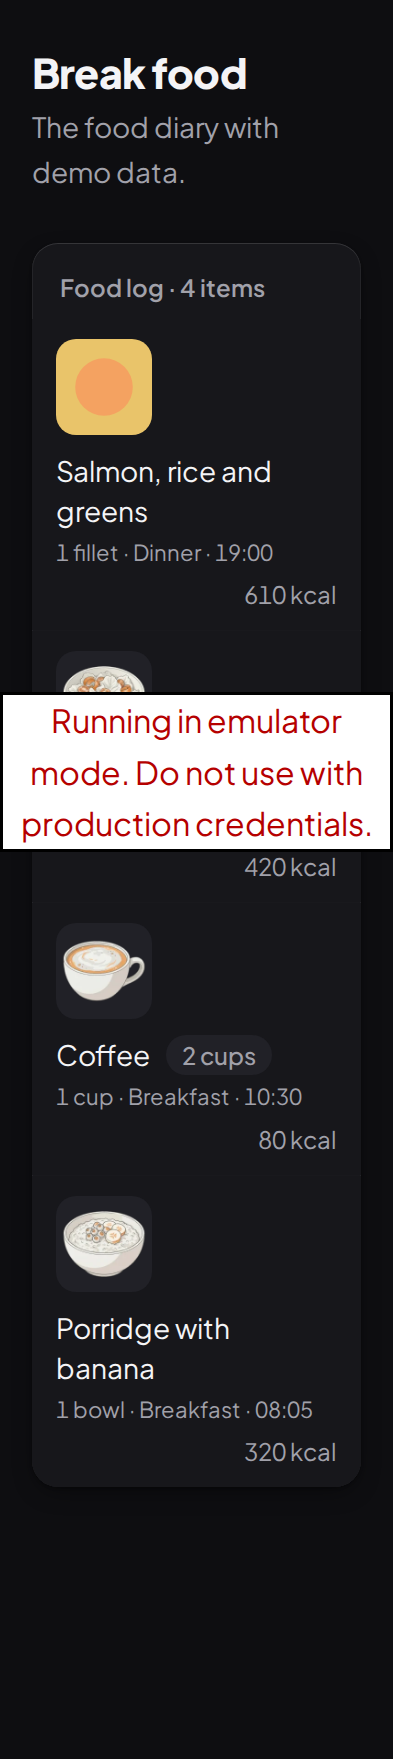 Break food
The food diary with
demo data.
Food log · 4 items
Salmon, rice and
greens
1 fillet · Dinner · 19:00
610 kcal
Running in emulator
mode. Do not use with
production credentials.
420 kcal
Coffee 2 cups
1 cup · Breakfast · 10:30
80 kcal
Porridge with
banana
1 bowl · Breakfast · 08:05
320 kcal